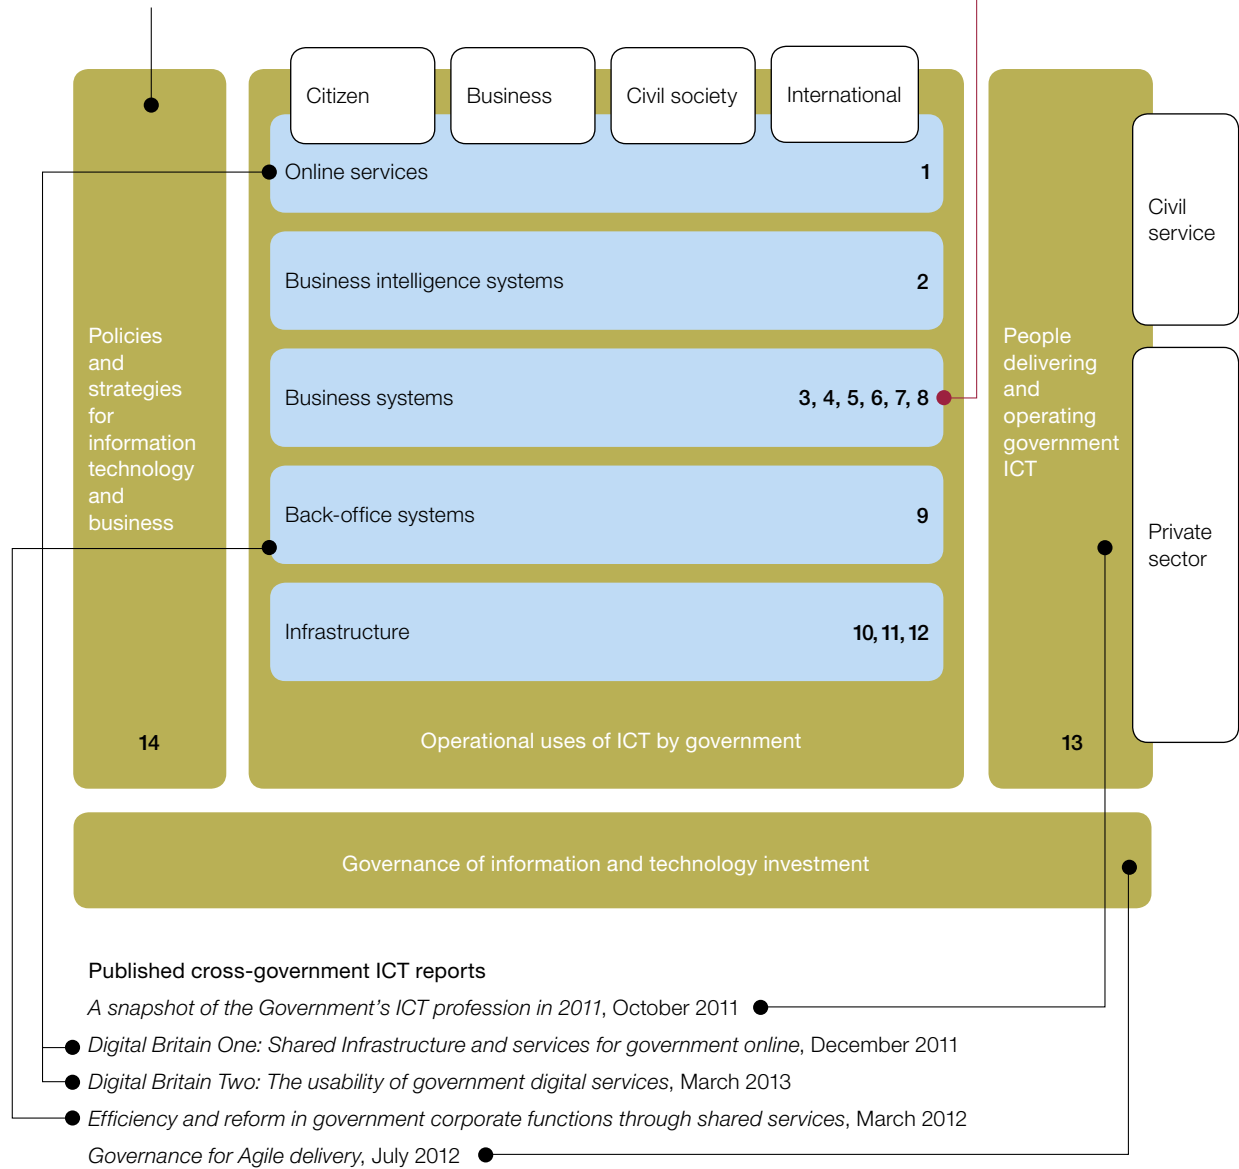 Citizen
Business
Civil society
International
Online services 1
Business intelligence systems 2
Business systems 3, 4, 5, 6, 7, 8
Back-office systems 9
Infrastructure 10, 11, 12
Operational uses of ICT by government
Policies
and
strategies
for
information
technology
and
business
14
People
delivering
and
operating
government
ICT
13
Civil
service
Private
sector
Governance of information and technology investment
Published cross-government ICT reports
A snapshot of the Government’s ICT profession in 2011, October 2011
Digital Britain One: Shared Infrastructure and services for government online, December 2011
Digital Britain Two: The usability of government digital services, March 2013
Efficiency and reform in government corporate functions through shared services, March 2012
Governance for Agile delivery, July 2012